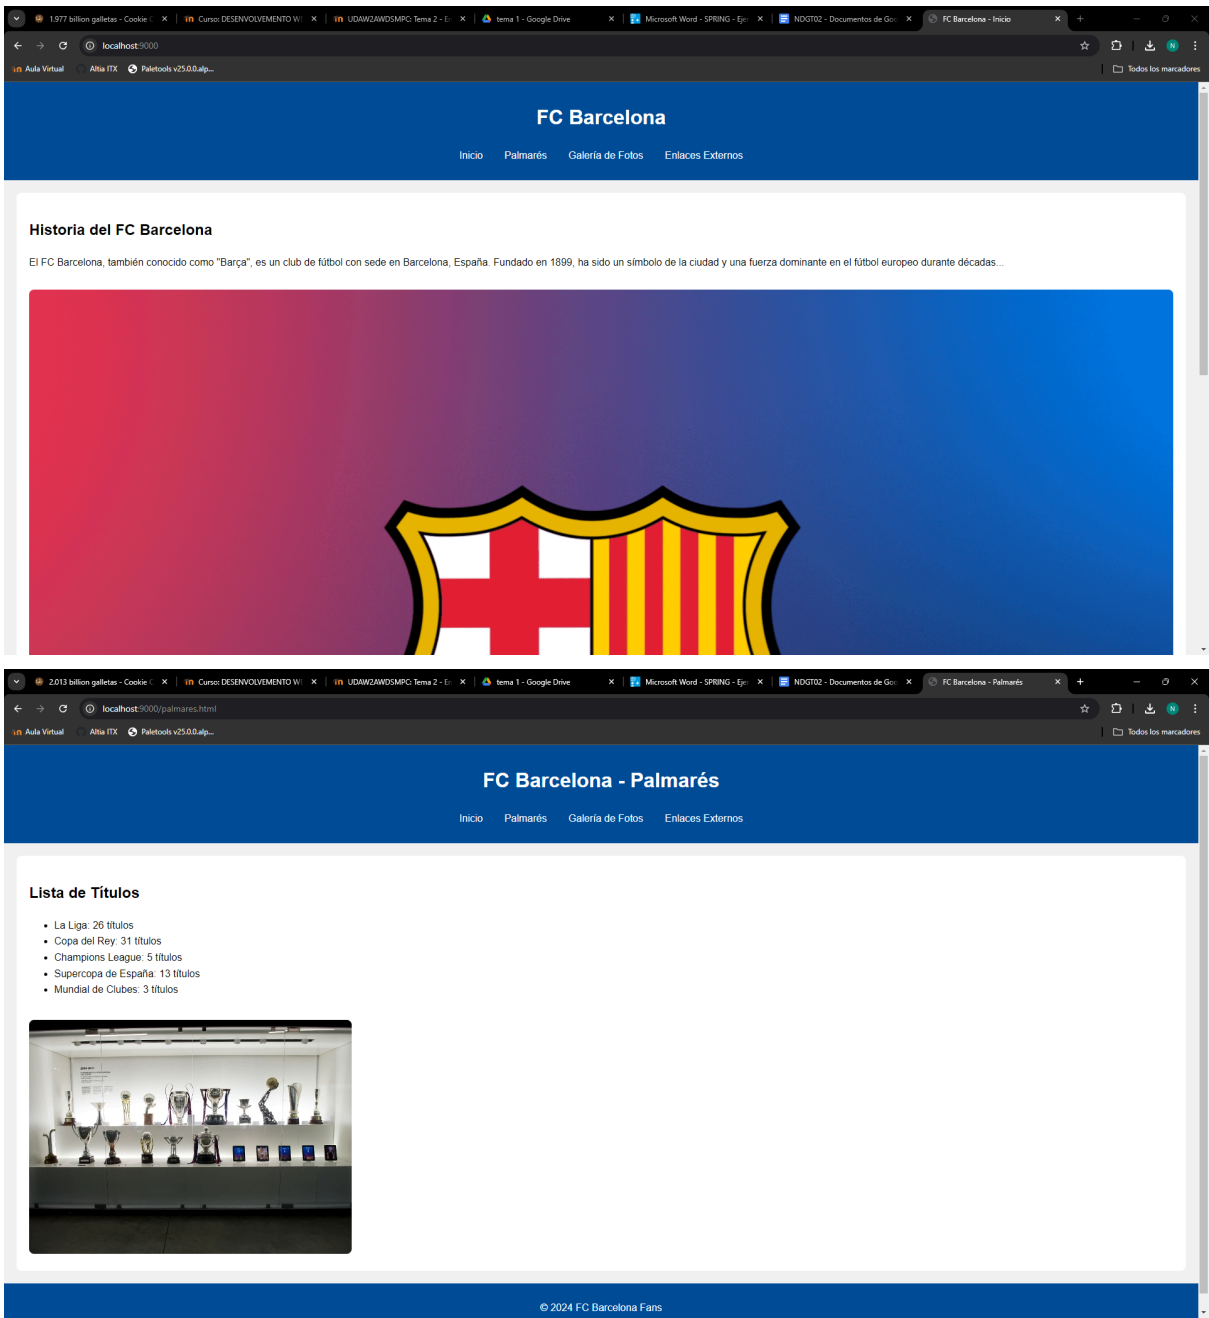 1.977 billion galletas - Cookie C
Curso: DESENVOLVEMENTO W
UDAW2AWDSMPC: Tema 2 - E
tema 1 - Google Drive
Microsoft Word - SPRING - Eje
NDGT02 - Documentos de Goo
FC Barcelona - Inicio
localhost:9000
Aula Virtual
Altia ITX
Paletools v25.0.0.alp...
Todos los marcadores
FC Barcelona
Inicio Palmarés Galería de Fotos Enlaces Externos
Historia del FC Barcelona
El FC Barcelona, también conocido como "Barça", es un club de fútbol con sede en Barcelona, España. Fundado en 1899, ha sido un símbolo de la ciudad y una fuerza dominante en el fútbol europeo durante décadas...
2.013 billion galletas - Cookie C
Curso: DESENVOLVEMENTO W
UDAW2AWDSMPC: Tema 2 - E
tema 1 - Google Drive
Microsoft Word - SPRING - Eje
NDGT02 - Documentos de Goo
FC Barcelona - Palmarés
localhost:9000/palmares.html
Aula Virtual
Altia ITX
Paletools v25.0.0.alp...
Todos los marcadores
FC Barcelona - Palmarés
Inicio Palmarés Galería de Fotos Enlaces Externos
Lista de Títulos
• La Liga: 26 títulos
• Copa del Rey: 31 títulos
• Champions League: 5 títulos
• Supercopa de España: 13 títulos
• Mundial de Clubes: 3 títulos
© 2024 FC Barcelona Fans